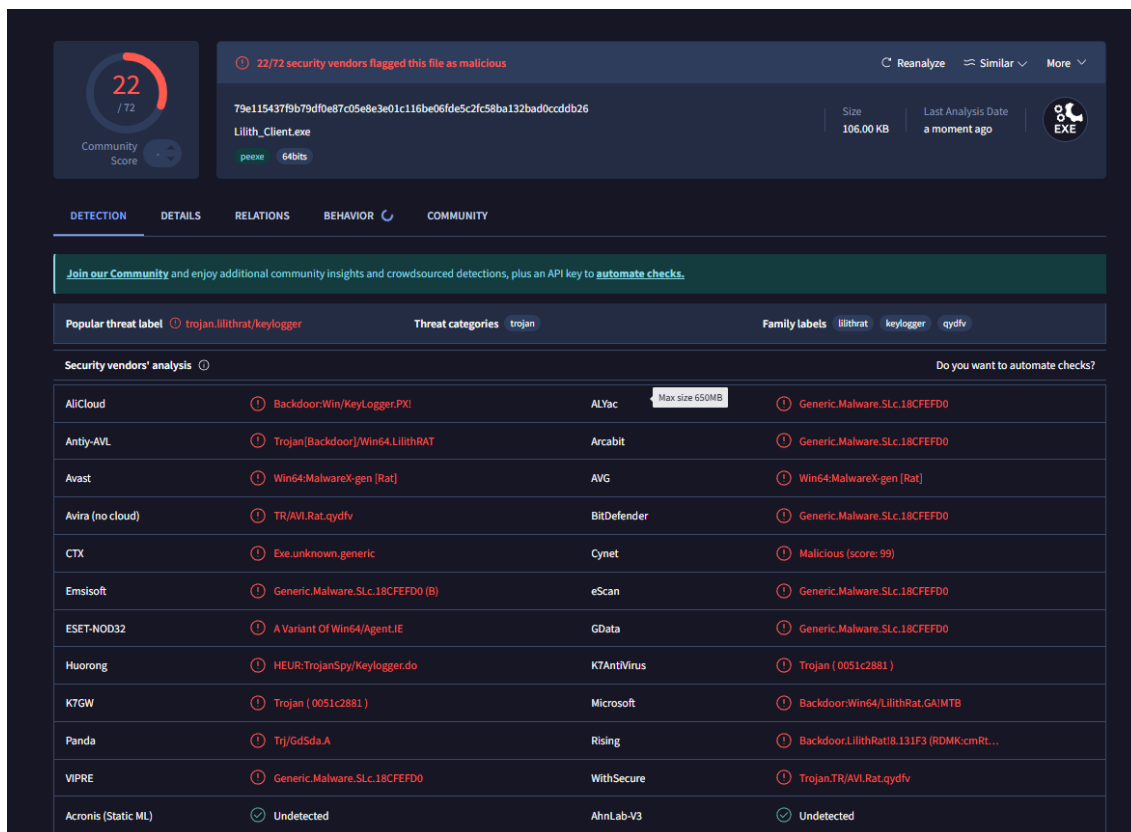 22
/ 72
Community
Score
22/72 security vendors flagged this file as malicious
Reanalyze
Similar
More
79e115437f9b79df0e87c05e8e3e01c116be06fde5c2fc58ba132bad0ccddb26
Lilith_Client.exe
peexe
64bits
Size
106.00 KB
Last Analysis Date
a moment ago
EXE
DETECTION
DETAILS
RELATIONS
BEHAVIOR
COMMUNITY
Join our Community and enjoy additional community insights and crowdsourced detections, plus an API key to automate checks.
Popular threat label trojan.lilithrat/keylogger
Threat categories trojan
Family labels lilithrat keylogger qydfv
Security vendors' analysis
Do you want to automate checks?
AliCloud Backdoor:Win/KeyLogger.PX! ALYac Generic.Malware.SLc.18CFEFD0
Max size 650MB
Antiy-AVL Trojan[Backdoor]/Win64.LilithRAT Arcabit Generic.Malware.SLc.18CFEFD0
Avast Win64:MalwareX-gen [Rat] AVG Win64:MalwareX-gen [Rat]
Avira (no cloud) TR/AVI.Rat.qydfv BitDefender Generic.Malware.SLc.18CFEFD0
CTX Exe.unknown.generic Cynet Malicious (score: 99)
Emsisoft Generic.Malware.SLc.18CFEFD0 (B) eScan Generic.Malware.SLc.18CFEFD0
ESET-NOD32 A Variant Of Win64/Agent.IE GData Generic.Malware.SLc.18CFEFD0
Huorong HEUR:TrojanSpy/Keylogger.do K7AntiVirus Trojan ( 0051c2881 )
K7GW Trojan ( 0051c2881 ) Microsoft Backdoor:Win64/LilithRat.GA!MTB
Panda Trj/GdSda.A Rising Backdoor.LilithRat!8.131F3 (RDMK:cmRt...
VIPRE Generic.Malware.SLc.18CFEFD0 WithSecure Trojan.TR/AVI.Rat.qydfv
Acronis (Static ML) Undetected AhnLab-V3 Undetected